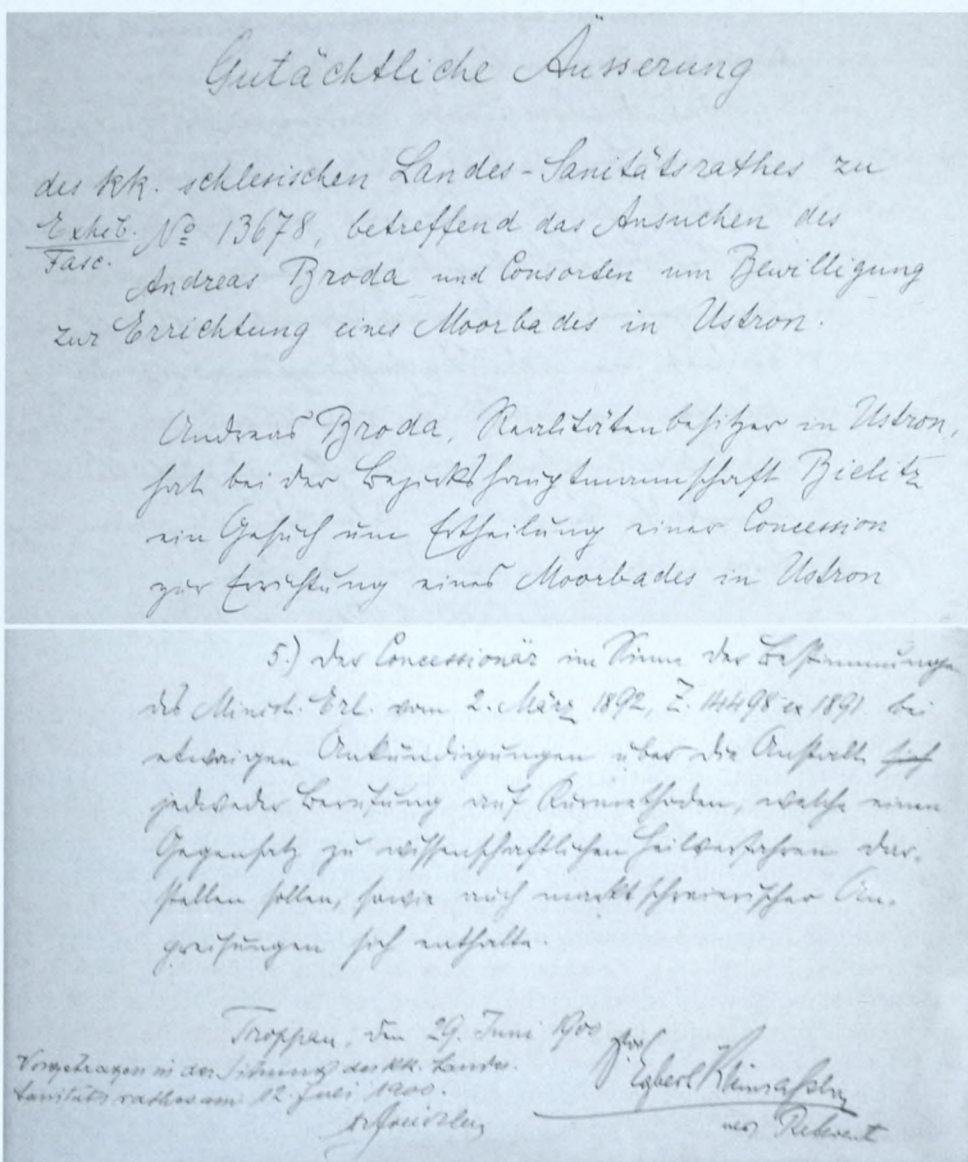 Gutächtliche Äusserung
des kk. schlesischen Landes-Sanitätsrathes zu
Exhib. No 13678, betreffend das Ansuchen des
Fasc.
Andreas Broda und Consorten um Bewilligung
zur Errichtung eines Moorbades in Ustron.
Andreas Broda, Realitätenbesitzer in Ustron,
hat bei der Bezirkshauptmannschaft Bielitz
ein Gesuch um Ertheilung einer Concession
zur Errichtung eines Moorbades in Ustron
5.) der Concessionär im Sinne der Bestimmungen
des Minist. Erl. vom 2. März 1892, Z. 14498 ex 1891 bei
etwaigen Ankündigungen über die Anstalt
jedweder Berufung auf Kurmethoden, welche einen
Gegensatz zu wissenschaftlichen Heilverfahren dar-
stellen sollen, sowie auch marktschreierischer An-
preisungen sich enthalte.
Troppau, den 29. Juni 1900
Vorgetragen in der Sitzung des kk. Landes-
Sanitätsrathes am 12. Juli 1900.
Egbert
als Referent